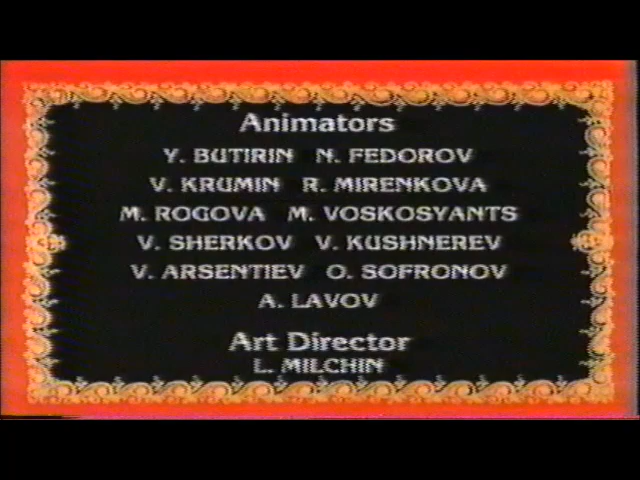 Animators
Y. BUTIRIN N. FEDOROV
V. KRUMIN R. MIRENKOVA
M. ROGOVA M. VOSKOSYANTS
V. SHERKOV V. KUSHNEREV
V. ARSENTIEV O. SOFRONOV
A. LAVOV
Art Director
L. MILCHIN